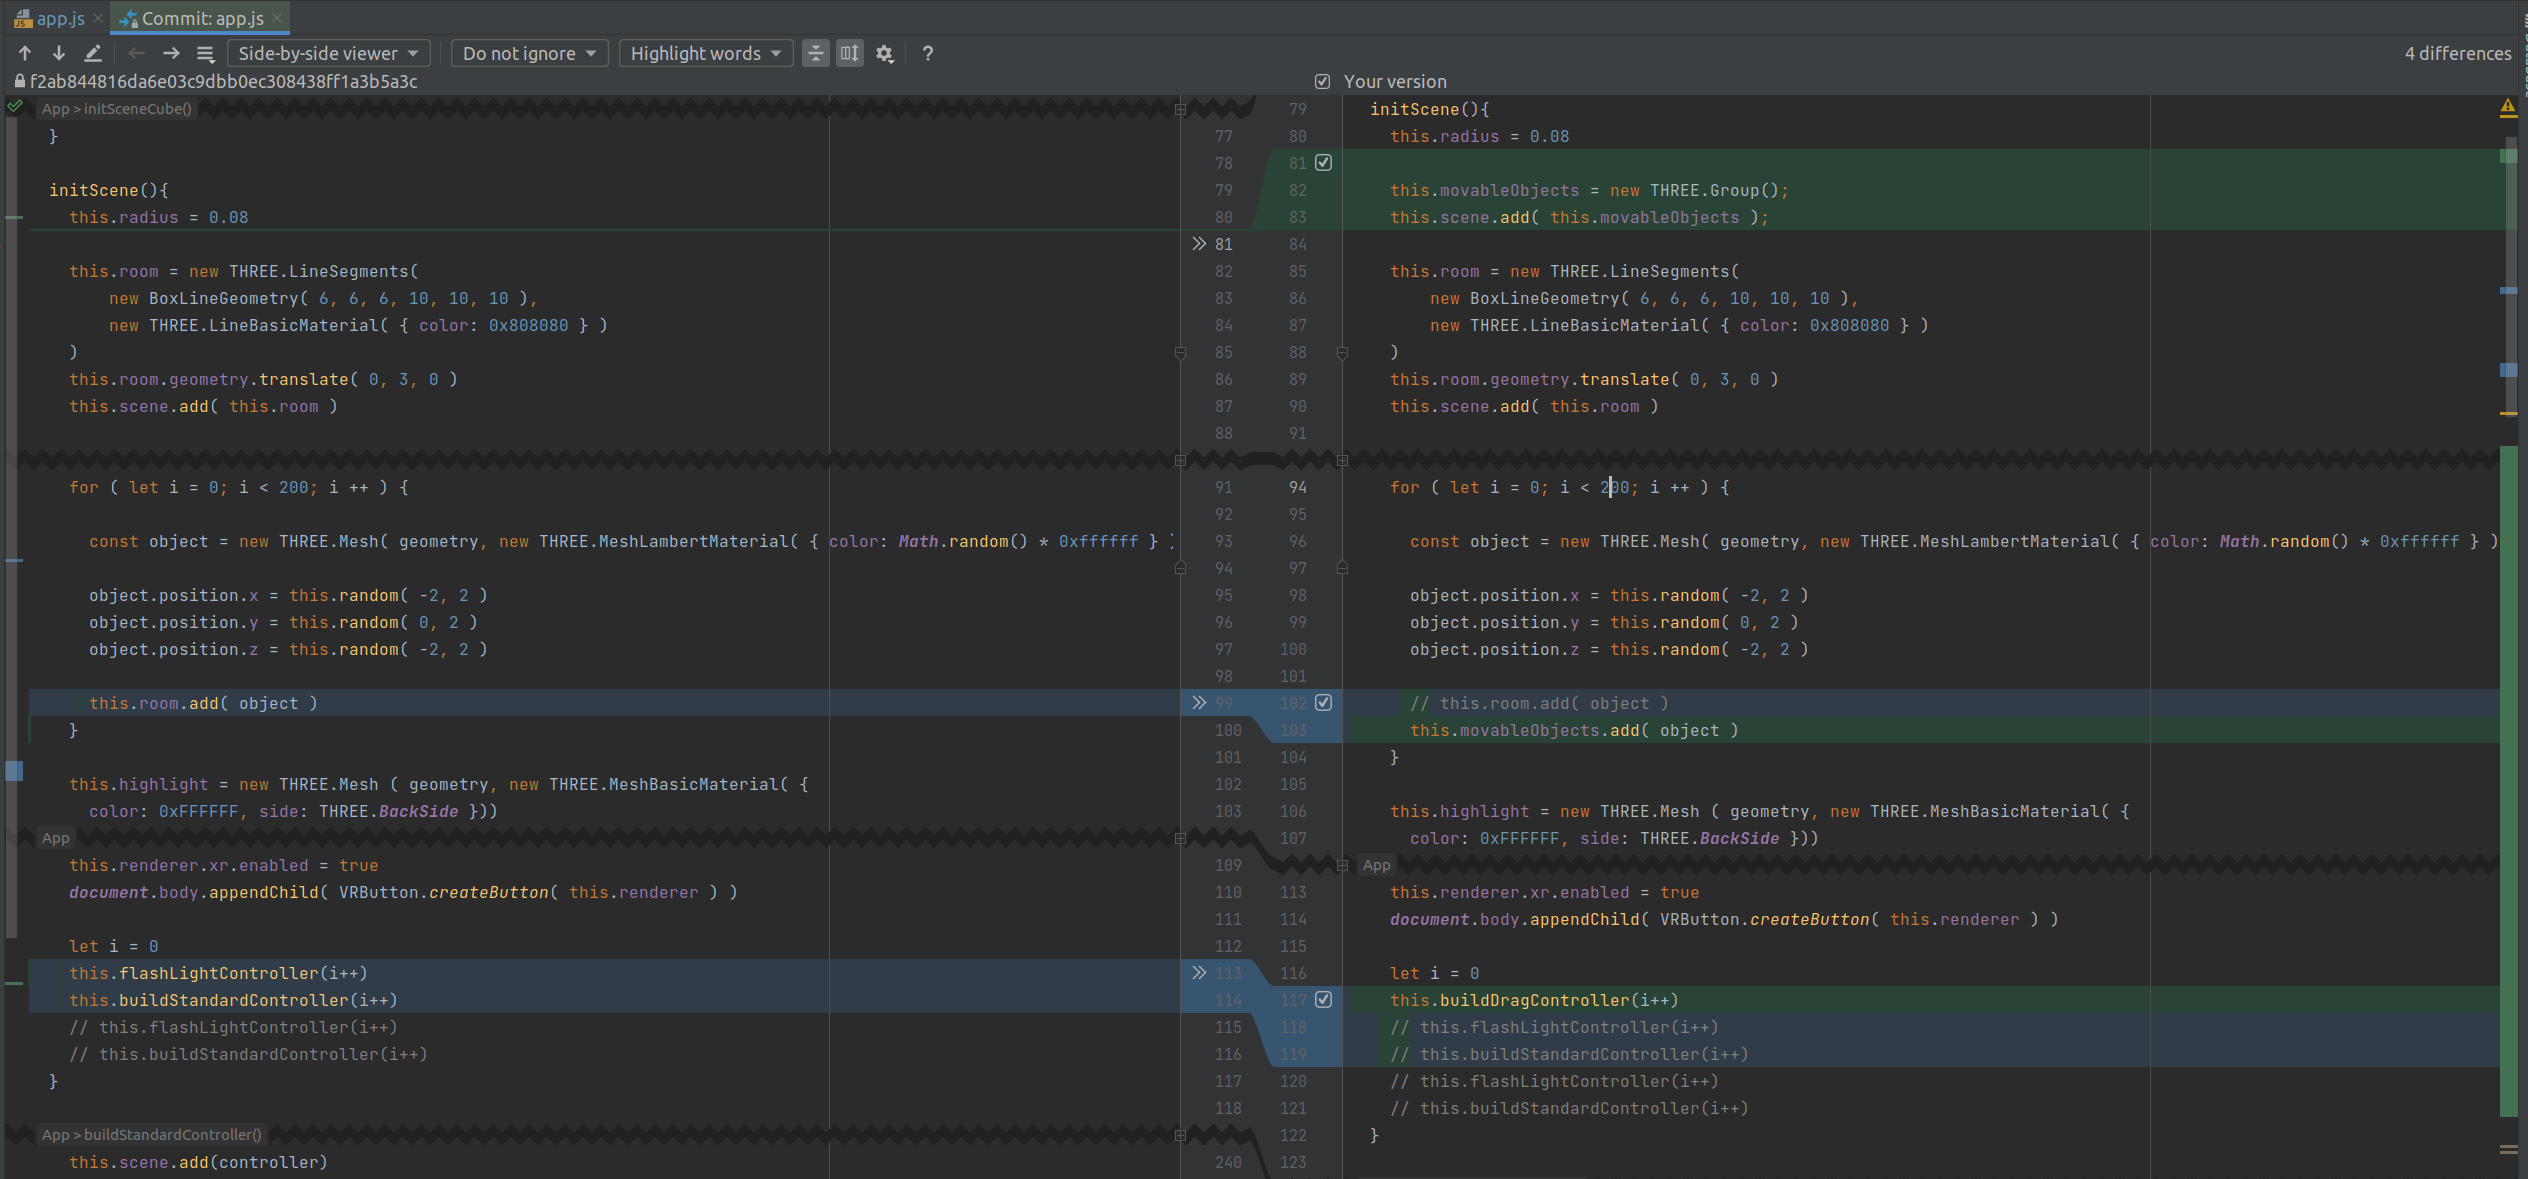 app.js
Commit: app.js
Side-by-side viewer
Do not ignore
Highlight words
?
4 differences
f2ab844816da6e03c9dbb0ec308438ff1a3b5a3c
Your version
App > initSceneCube()
}
initScene(){
this.radius = 0.08
this.room = new THREE.LineSegments(
new BoxLineGeometry( 6, 6, 6, 10, 10, 10 ),
new THREE.LineBasicMaterial( { color: 0x808080 } )
)
this.room.geometry.translate( 0, 3, 0 )
this.scene.add( this.room )
for ( let i = 0; i < 200; i ++ ) {
const object = new THREE.Mesh( geometry, new THREE.MeshLambertMaterial( { color: Math.random() * 0xffffff } )
object.position.x = this.random( -2, 2 )
object.position.y = this.random( 0, 2 )
object.position.z = this.random( -2, 2 )
this.room.add( object )
}
this.highlight = new THREE.Mesh ( geometry, new THREE.MeshBasicMaterial( {
color: 0xFFFFFF, side: THREE.BackSide }))
App
this.renderer.xr.enabled = true
document.body.appendChild( VRButton.createButton( this.renderer ) )
let i = 0
this.flashLightController(i++)
this.buildStandardController(i++)
// this.flashLightController(i++)
// this.buildStandardController(i++)
}
App > buildStandardController()
this.scene.add(controller)
79
77 80
78 81
79 82
80 83
81 84
82 85
83 86
84 87
85 88
86 89
87 90
88 91
91 94
92 95
93 96
94 97
95 98
96 99
97 100
98 101
99 102
100 103
101 104
102 105
103 106
107
109
110 113
111 114
112 115
113 116
114 117
115 118
116 119
117 120
118 121
122
240 123
initScene(){
this.radius = 0.08
this.movableObjects = new THREE.Group();
this.scene.add( this.movableObjects );
this.room = new THREE.LineSegments(
new BoxLineGeometry( 6, 6, 6, 10, 10, 10 ),
new THREE.LineBasicMaterial( { color: 0x808080 } )
)
this.room.geometry.translate( 0, 3, 0 )
this.scene.add( this.room )
for ( let i = 0; i < 200; i ++ ) {
const object = new THREE.Mesh( geometry, new THREE.MeshLambertMaterial( { color: Math.random() * 0xffffff } )
object.position.x = this.random( -2, 2 )
object.position.y = this.random( 0, 2 )
object.position.z = this.random( -2, 2 )
// this.room.add( object )
this.movableObjects.add( object )
}
this.highlight = new THREE.Mesh ( geometry, new THREE.MeshBasicMaterial( {
color: 0xFFFFFF, side: THREE.BackSide }))
App
this.renderer.xr.enabled = true
document.body.appendChild( VRButton.createButton( this.renderer ) )
let i = 0
this.buildDragController(i++)
// this.flashLightController(i++)
// this.buildStandardController(i++)
// this.flashLightController(i++)
// this.buildStandardController(i++)
}